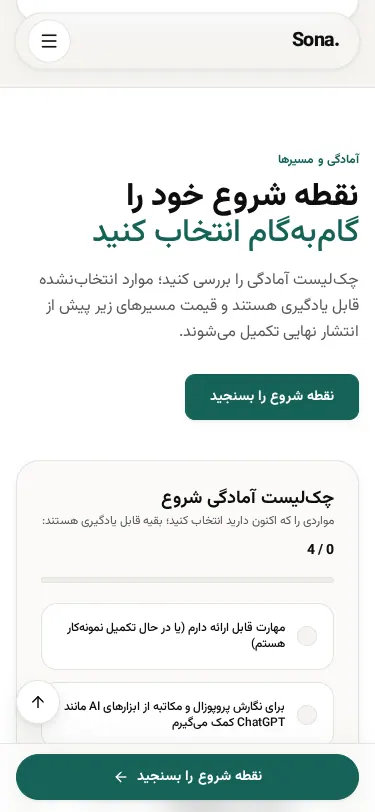 Sona.
آمادگی و مسیرها
نقطه شروع خود را
گام‌به‌گام انتخاب کنید
چک‌لیست آمادگی را بررسی کنید؛ موارد انتخاب‌نشده
قابل یادگیری هستند و قیمت مسیرهای زیر پیش از
انتشار نهایی تکمیل می‌شوند.
نقطه شروع را بسنجید
چک‌لیست آمادگی شروع
مواردی را که اکنون دارید انتخاب کنید؛ بقیه قابل یادگیری هستند:
4 / 0
مهارت قابل ارائه دارم (یا در حال تکمیل نمونه‌کار
هستم)
برای نگارش پروپوزال و مکاتبه از ابزارهای AI مانند
ChatGPT کمک می‌گیرم
نقطه شروع را بسنجید ←